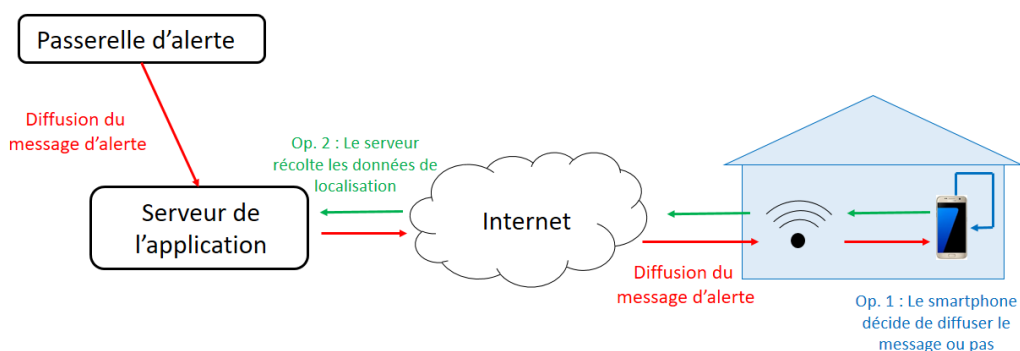 Passerelle d'alerte
Diffusion du
message d'alerte
Op. 2 : Le serveur
récolte les données de
localisation
Serveur de
l'application
Internet
Diffusion du
message d'alerte
Op. 1 : Le smartphone
décide de diffuser le
message ou pas